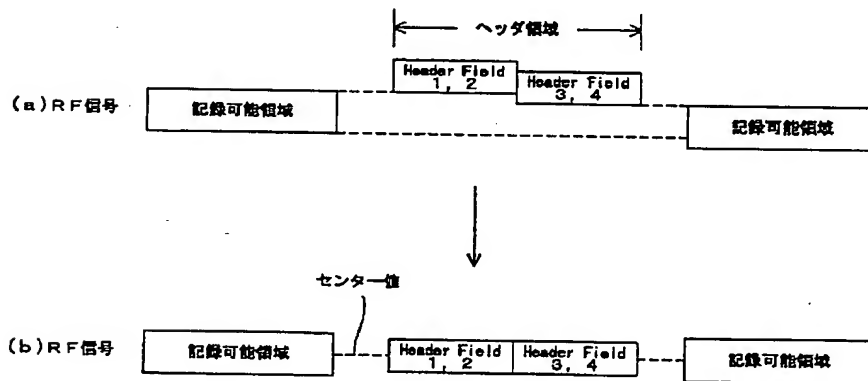 ヘッダ領域
Header Field
1, 2
Header Field
3, 4
(a)RF信号
記録可能領域
記録可能領域
センター値
(b)RF信号
記録可能領域
Header Field
1, 2
Header Field
3, 4
記録可能領域